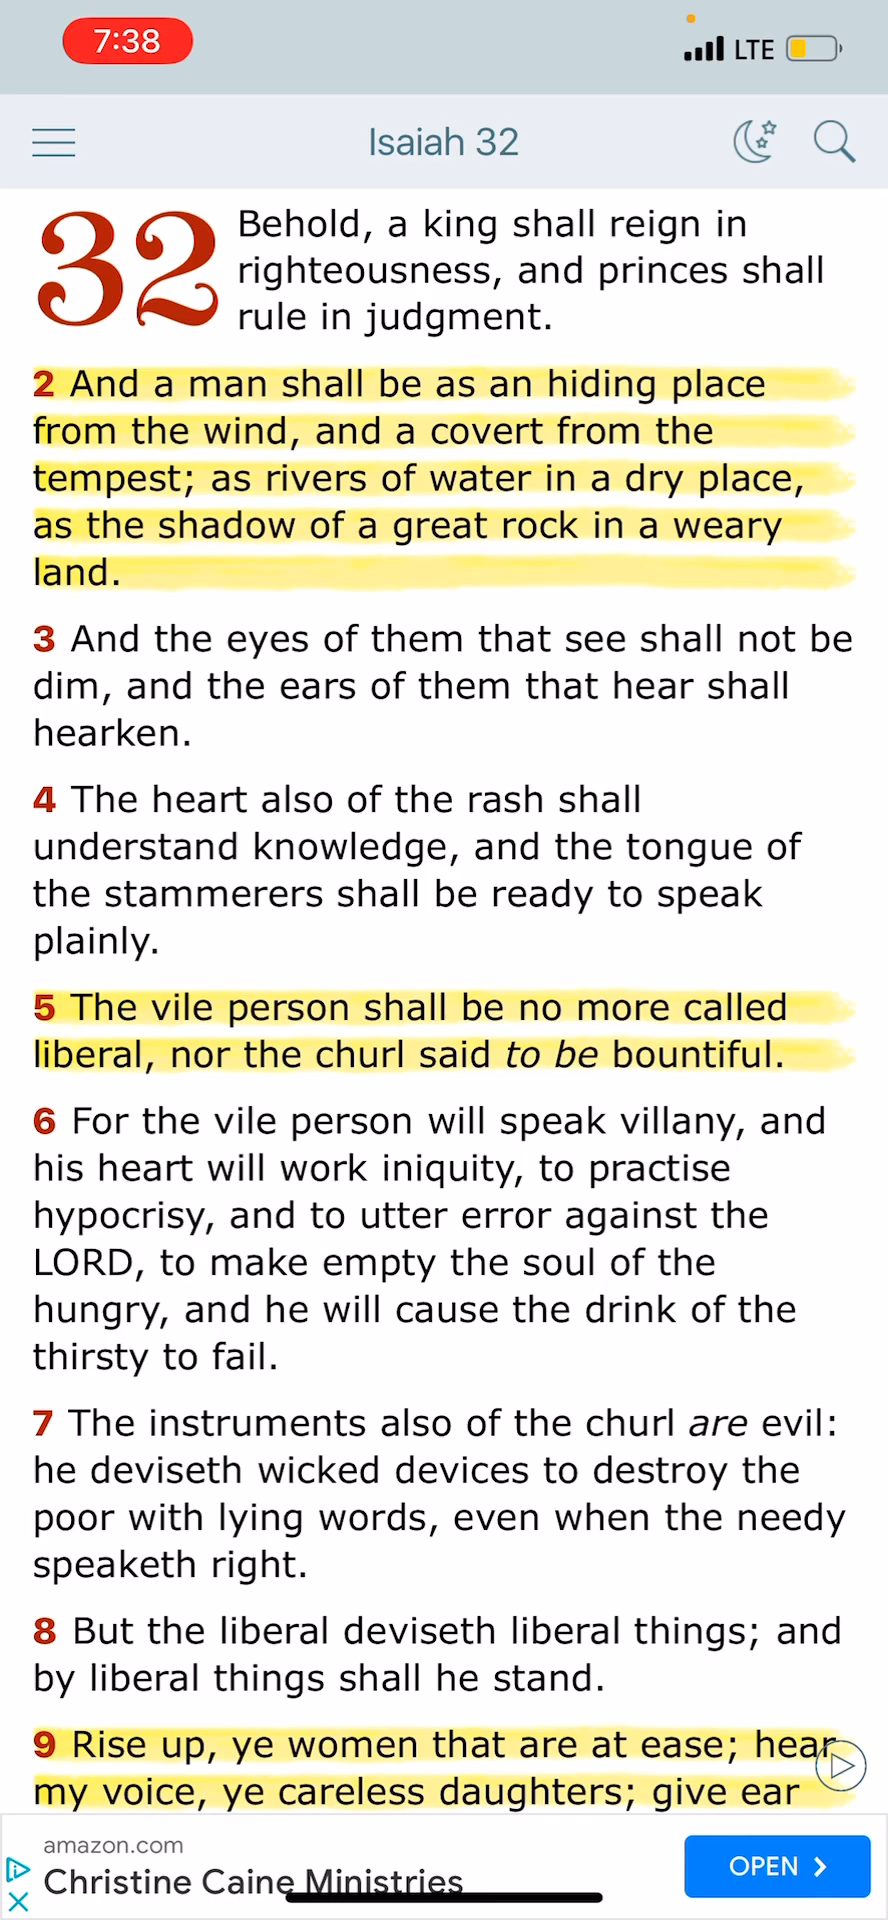 7:38
LTE
Isaiah 32
32 Behold, a king shall reign in
righteousness, and princes shall
rule in judgment.
2 And a man shall be as an hiding place
from the wind, and a covert from the
tempest; as rivers of water in a dry place,
as the shadow of a great rock in a weary
land.
3 And the eyes of them that see shall not be
dim, and the ears of them that hear shall
hearken.
4 The heart also of the rash shall
understand knowledge, and the tongue of
the stammerers shall be ready to speak
plainly.
5 The vile person shall be no more called
liberal, nor the churl said to be bountiful.
6 For the vile person will speak villany, and
his heart will work iniquity, to practise
hypocrisy, and to utter error against the
LORD, to make empty the soul of the
hungry, and he will cause the drink of the
thirsty to fail.
7 The instruments also of the churl are evil:
he deviseth wicked devices to destroy the
poor with lying words, even when the needy
speaketh right.
8 But the liberal deviseth liberal things; and
by liberal things shall he stand.
9 Rise up, ye women that are at ease; hear
my voice, ye careless daughters; give ear
amazon.com
Christine Caine Ministries
OPEN